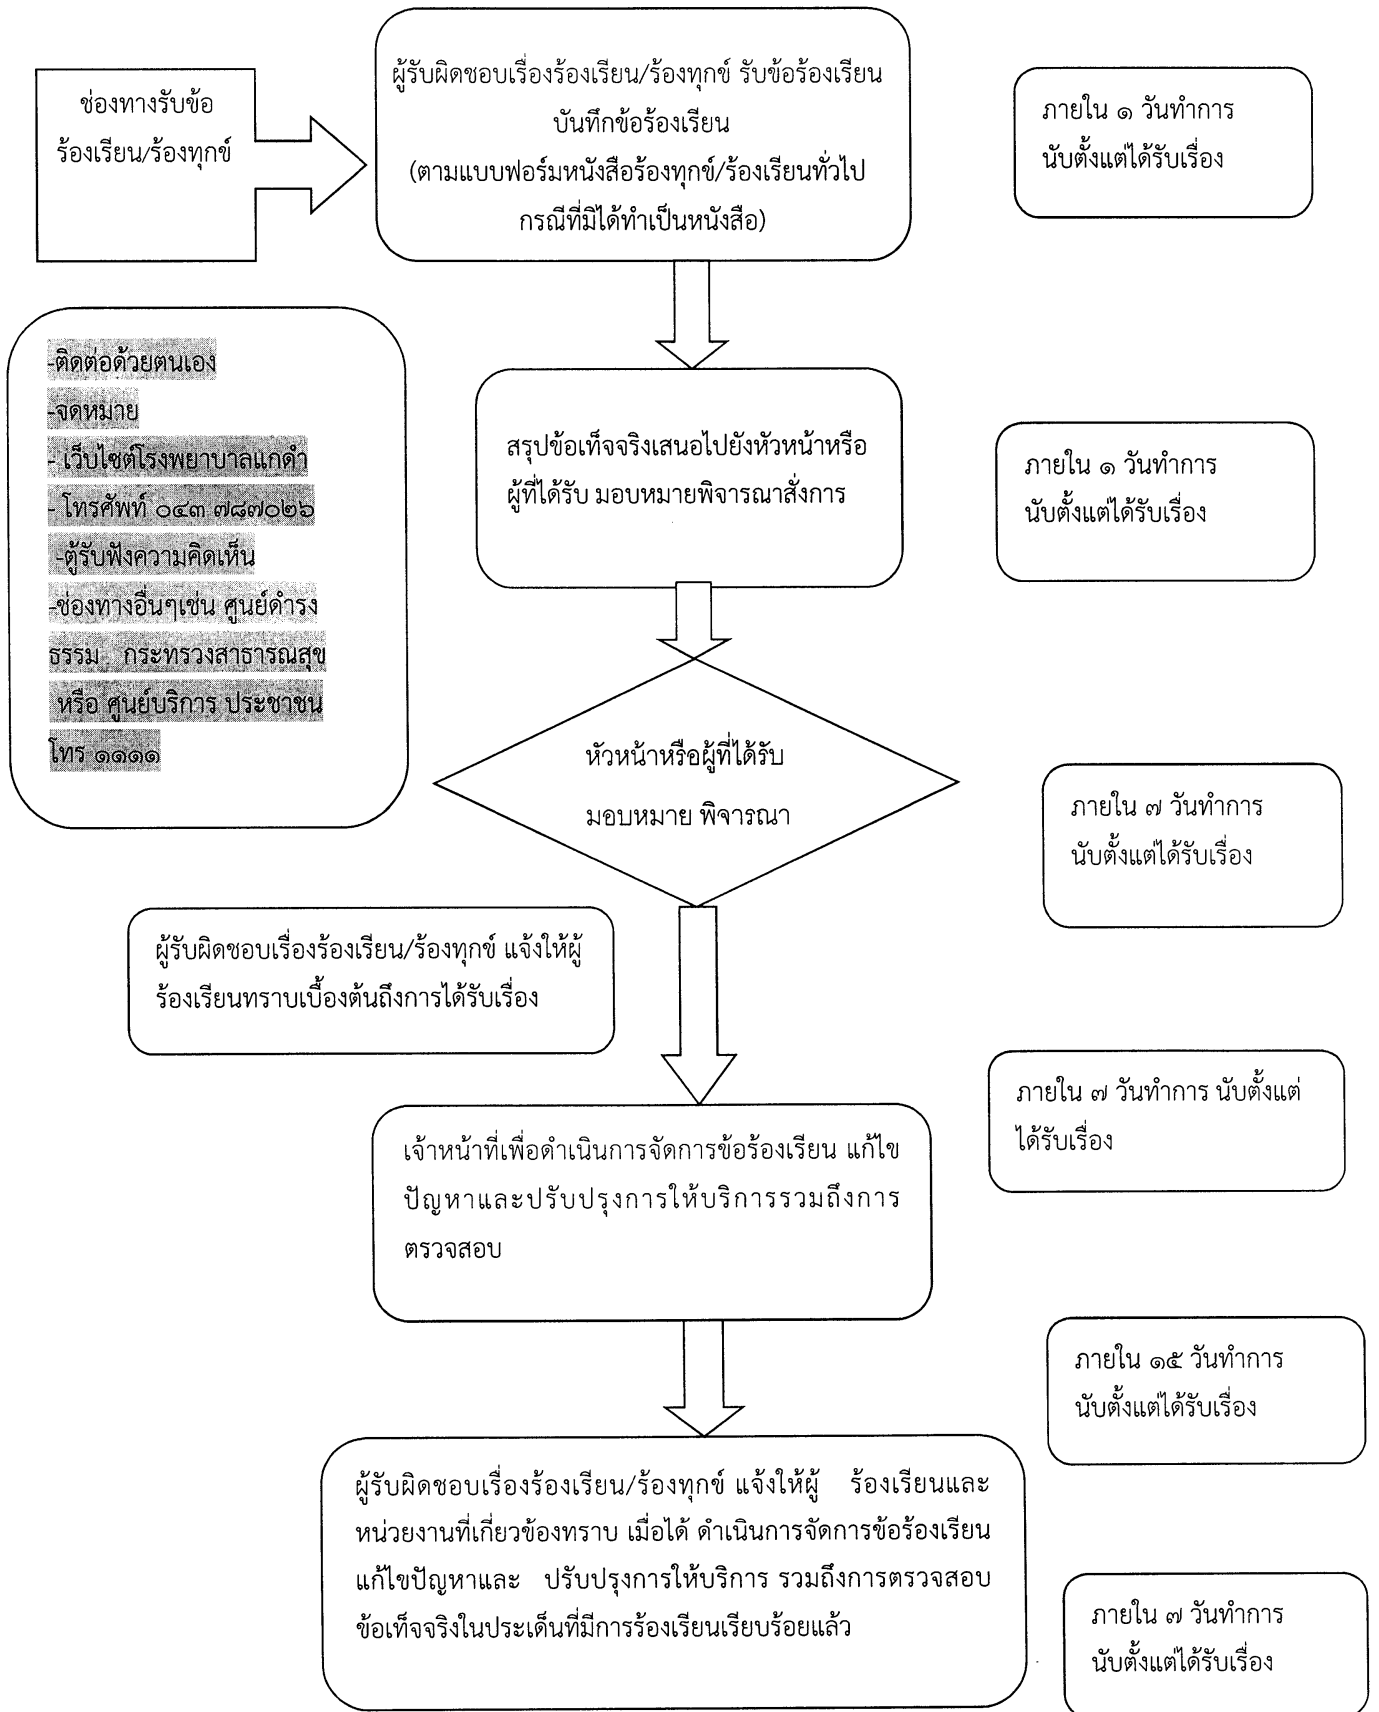 ช่องทางรับข้อ
ร้องเรียน/ร้องทุกข์
ผู้รับผิดชอบเรื่องร้องเรียน/ร้องทุกข์ รับข้อร้องเรียน
บันทึกข้อร้องเรียน
(ตามแบบฟอร์มหนังสือร้องทุกข์/ร้องเรียนทั่วไป
กรณีที่มิได้ทำเป็นหนังสือ)
ภายใน ๑ วันทำการ
นับตั้งแต่ได้รับเรื่อง
-ติดต่อด้วยตนเอง
-จดหมาย
- เว็บไซต์โรงพยาบาลแกดำ
- โทรศัพท์ ๐๔๓ ๗๘๗๐๒๖
-ตู้รับฟังความคิดเห็น
-ช่องทางอื่นๆเช่น ศูนย์ดำรง
ธรรม กระทรวงสาธารณสุข
หรือ ศูนย์บริการ ประชาชน
โทร ๑๑๑๑
สรุปข้อเท็จจริงเสนอไปยังหัวหน้าหรือ
ผู้ที่ได้รับ มอบหมายพิจารณาสั่งการ
ภายใน ๑ วันทำการ
นับตั้งแต่ได้รับเรื่อง
หัวหน้าหรือผู้ที่ได้รับ
มอบหมาย พิจารณา
ภายใน ๗ วันทำการ
นับตั้งแต่ได้รับเรื่อง
ผู้รับผิดชอบเรื่องร้องเรียน/ร้องทุกข์ แจ้งให้ผู้
ร้องเรียนทราบเบื้องต้นถึงการได้รับเรื่อง
ภายใน ๗ วันทำการ นับตั้งแต่
ได้รับเรื่อง
เจ้าหน้าที่เพื่อดำเนินการจัดการข้อร้องเรียน แก้ไข
ปัญหาและปรับปรุงการให้บริการรวมถึงการ
ตรวจสอบ
ภายใน ๑๕ วันทำการ
นับตั้งแต่ได้รับเรื่อง
ผู้รับผิดชอบเรื่องร้องเรียน/ร้องทุกข์ แจ้งให้ผู้ ร้องเรียนและ
หน่วยงานที่เกี่ยวข้องทราบ เมื่อได้ ดำเนินการจัดการข้อร้องเรียน
แก้ไขปัญหาและ ปรับปรุงการให้บริการ รวมถึงการตรวจสอบ
ข้อเท็จจริงในประเด็นที่มีการร้องเรียนเรียบร้อยแล้ว
ภายใน ๗ วันทำการ
นับตั้งแต่ได้รับเรื่อง